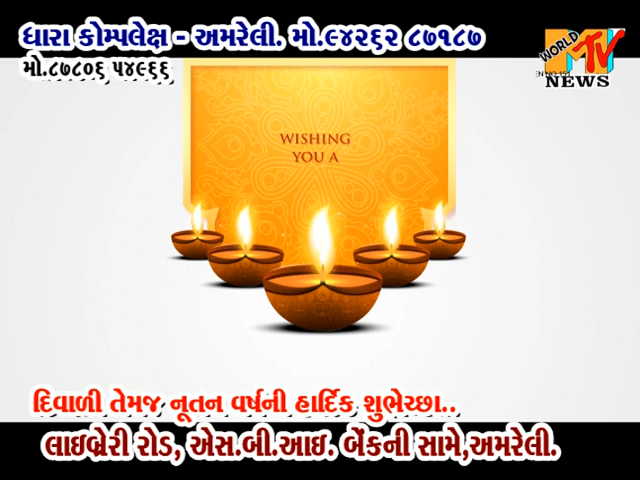 ધારા કોમ્પલેક્ષ - અમરેલી. મો.૯૪૨૬૨ ૮૭૧૮૭
મો.૮૭૮૦૬ ૫૪૯૬૬
WORLD
MTV
NEWS
WISHING
YOU A
દિવાળી તેમજ નૂતન વર્ષની હાર્દિક શુભેચ્છા..
લાઇબ્રેરી રોડ, એસ.બી.આઇ. બેંકની સામે,અમરેલી.